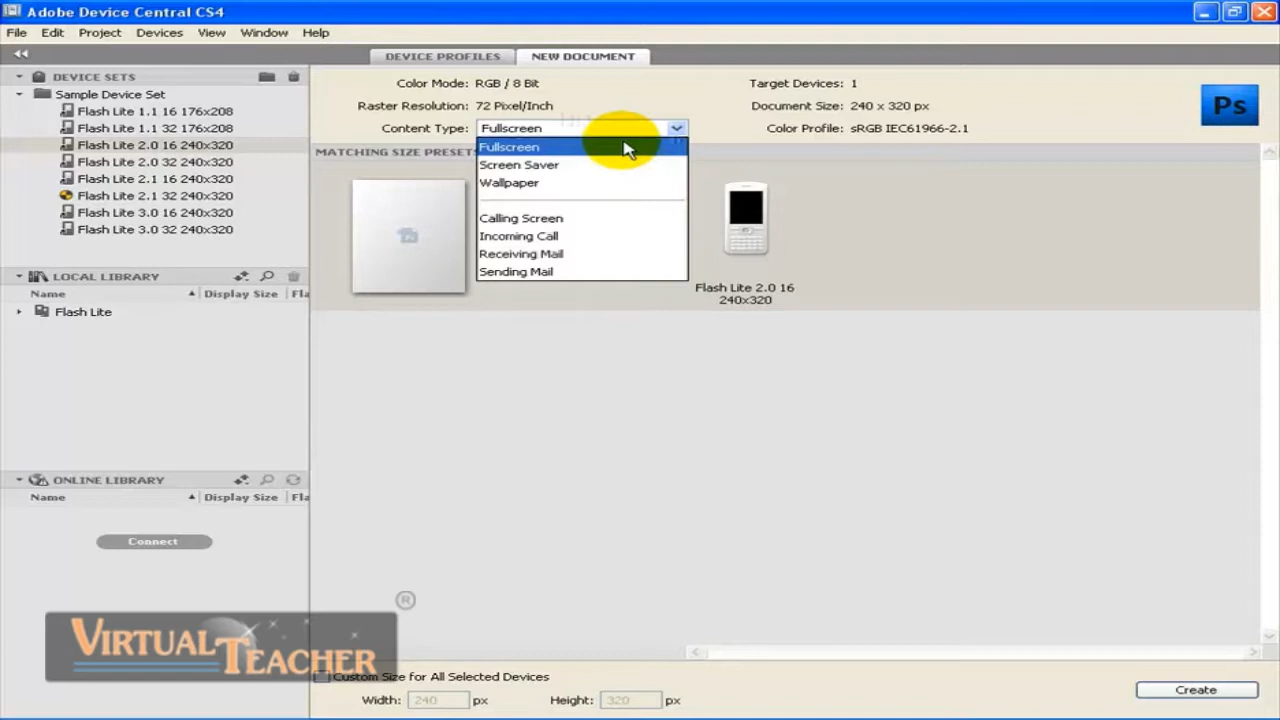 Adobe Device Central CS4
File Edit Project Devices View Window Help
DEVICE PROFILES NEW DOCUMENT
DEVICE SETS
Sample Device Set
Flash Lite 1.1 16 176x208
Flash Lite 1.1 32 176x208
Flash Lite 2.0 16 240x320
Flash Lite 2.0 32 240x320
Flash Lite 2.1 16 240x320
Flash Lite 2.1 32 240x320
Flash Lite 3.0 16 240x320
Flash Lite 3.0 32 240x320
LOCAL LIBRARY
Name Display Size Fla
Flash Lite
ONLINE LIBRARY
Name Display Size Fla
Connect
Color Mode: RGB / 8 Bit
Raster Resolution: 72 Pixel/Inch
Content Type: Fullscreen
Target Devices: 1
Document Size: 240 x 320 px
Color Profile: sRGB IEC61966-2.1
Ps
MATCHING SIZE PRESET
Fullscreen
Screen Saver
Wallpaper
Calling Screen
Incoming Call
Receiving Mail
Sending Mail
Flash Lite 2.0 16
240x320
®
VIRTUAL TEACHER
Custom Size for All Selected Devices
Width: 240 px Height: 320 px
Create